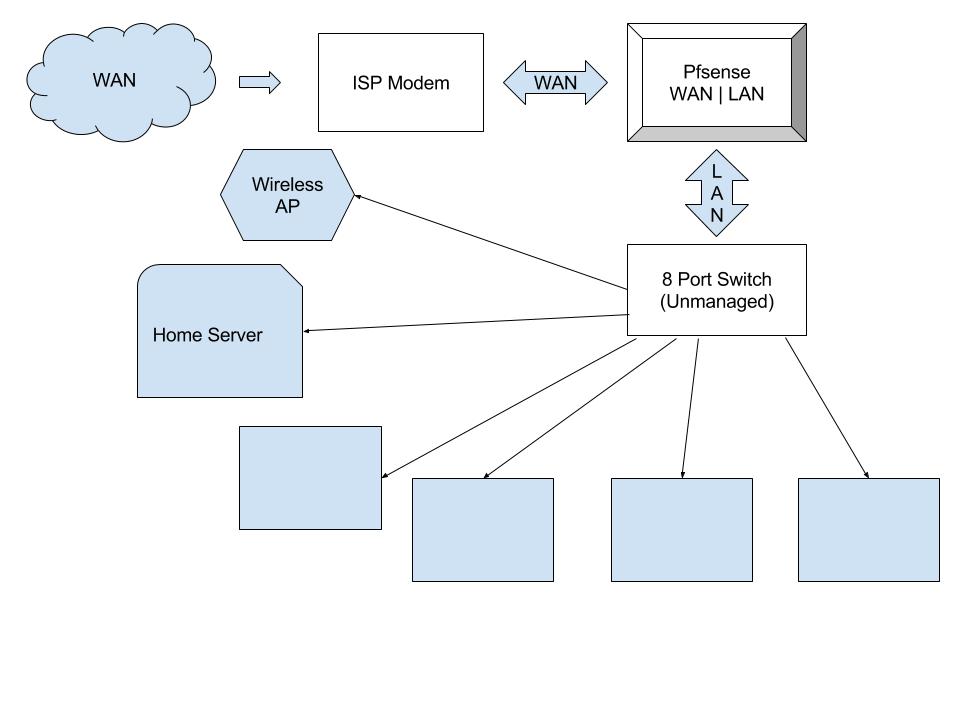 WAN
ISP Modem
WAN
Pfsense
WAN | LAN
L
A
N
Wireless
AP
8 Port Switch
(Unmanaged)
Home Server